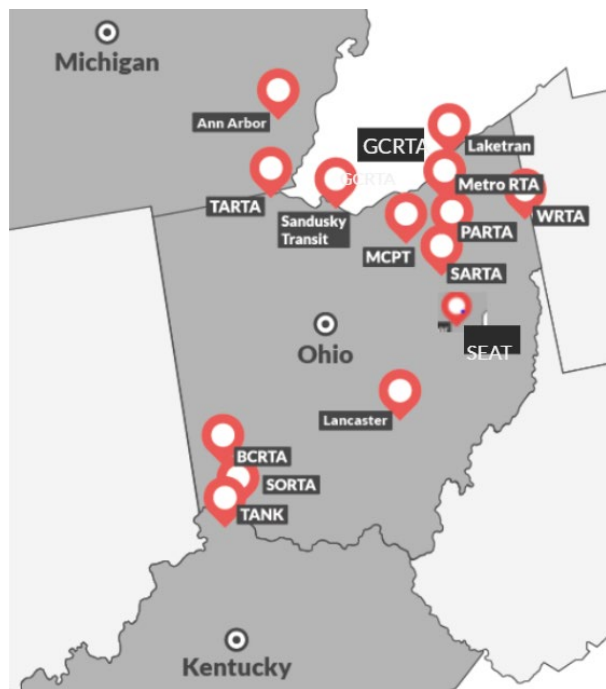 Michigan
Ann Arbor
GCRTA
Laketran
GCRTA
Metro RTA
TARTA
Sandusky
Transit
WRTA
PARTA
MCPT
SARTA
Ohio
SEAT
Lancaster
BCRTA
SORTA
TANK
Kentucky